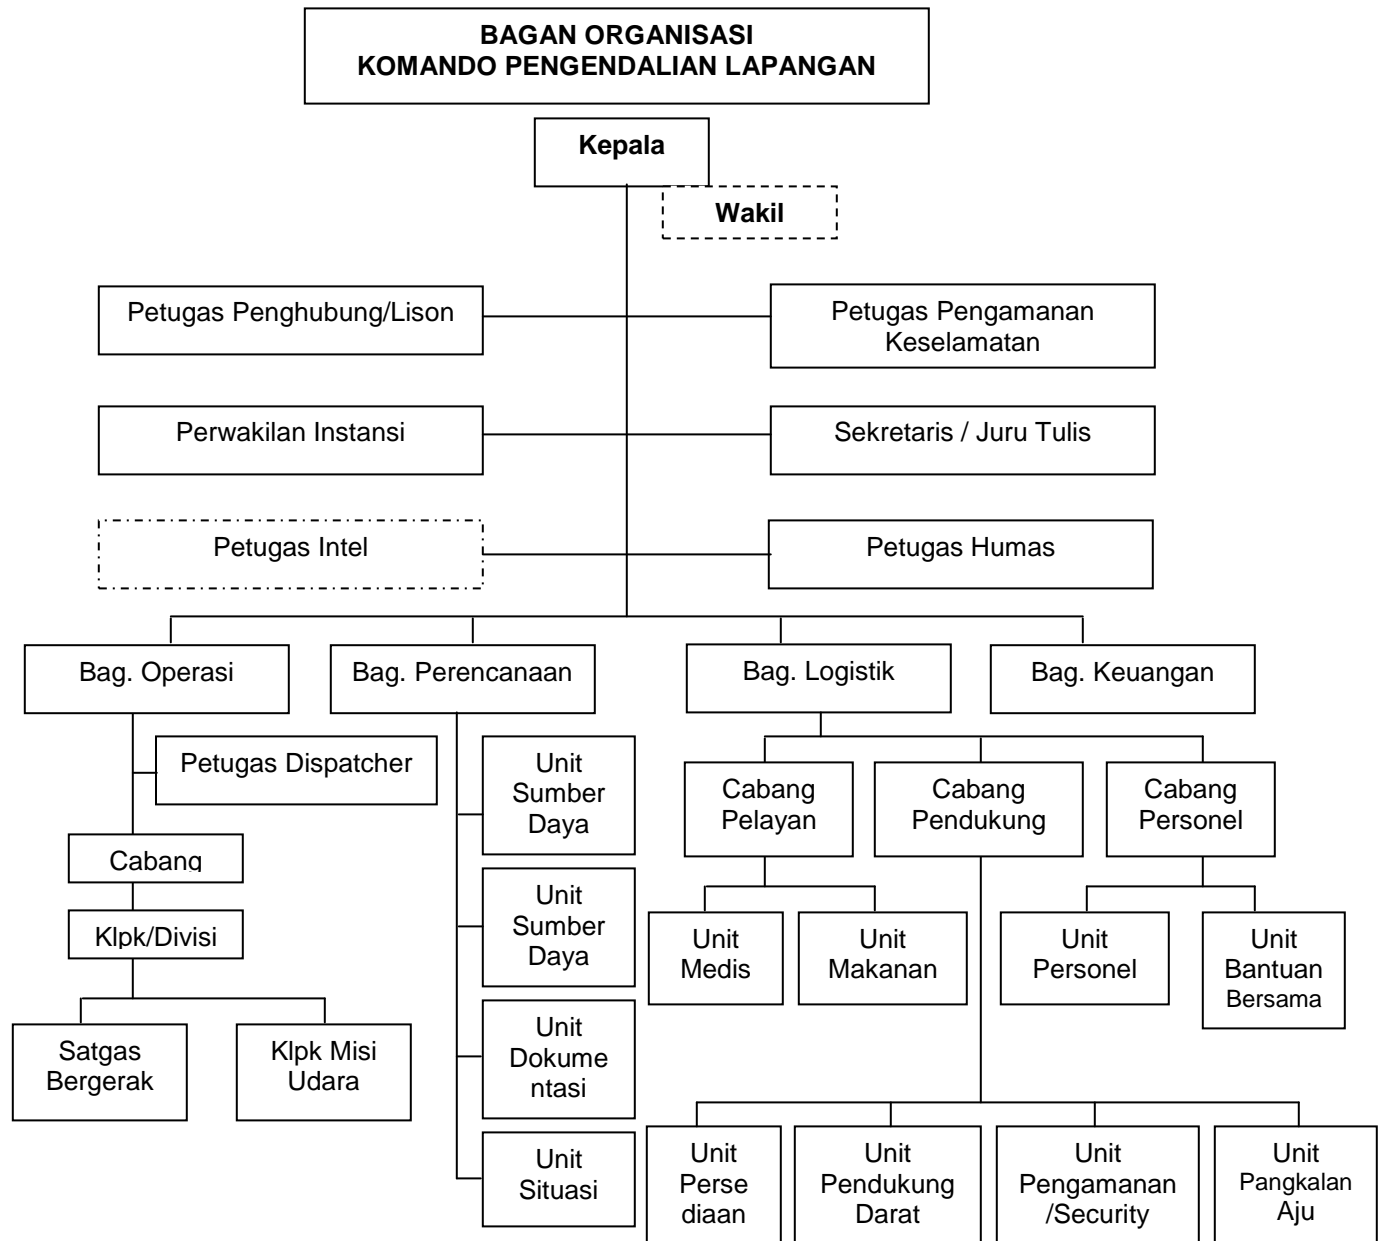 BAGAN ORGANISASI
KOMANDO PENGENDALIAN LAPANGAN
Kepala
Wakil
Petugas Penghubung/Lison
Petugas Pengamanan
Keselamatan
Perwakilan Instansi
Sekretaris / Juru Tulis
Petugas Intel
Petugas Humas
Bag. Operasi
Bag. Perencanaan
Bag. Logistik
Bag. Keuangan
Petugas Dispatcher
Cabang
Klpk/Divisi
Satgas
Bergerak
Klpk Misi
Udara
Unit
Sumber
Daya
Unit
Sumber
Daya
Unit
Dokume
ntasi
Unit
Situasi
Cabang
Pelayan
Cabang
Pendukung
Cabang
Personel
Unit
Medis
Unit
Makanan
Unit
Personel
Unit
Bantuan
Bersama
Unit
Perse
diaan
Unit
Pendukung
Darat
Unit
Pengamanan
/Security
Unit
Pangkalan
Aju